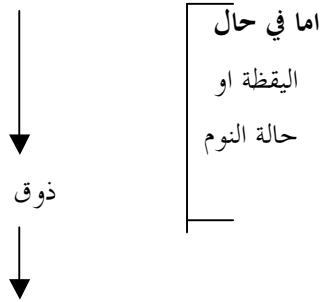 اما في حال
اليقظة او
حالة النوم
ذوق